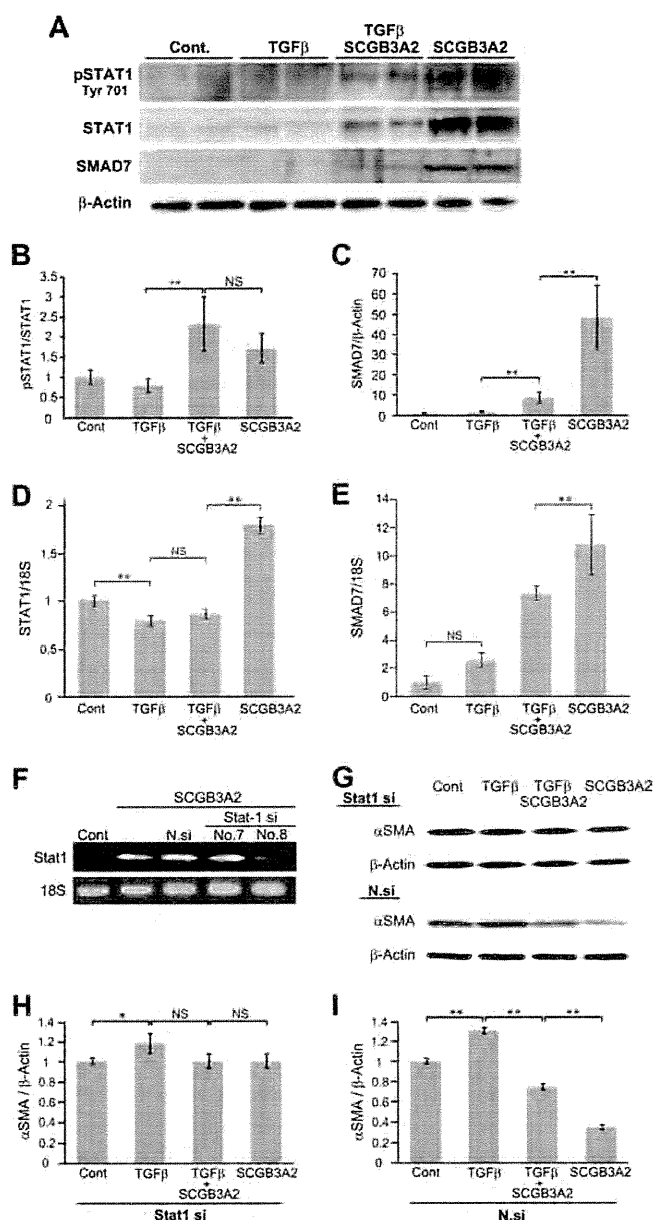 A
Cont.
TGFβ
TGFβ
SCGB3A2
SCGB3A2
pSTAT1
Tyr 701
STAT1
SMAD7
β-Actin
B
pSTAT1/STAT1
3.5
3
2.5
2
1.5
1
0.5
0
**
NS
Cont
TGFβ
TGFβ
+
SCGB3A2
SCGB3A2
C
SMAD7/β-Actin
70
60
50
40
30
20
10
0
**
**
Cont
TGFβ
TGFβ
+
SCGB3A2
SCGB3A2
D
STAT1/18S
2
1.5
1
0.5
0
**
NS
**
Cont
TGFβ
TGFβ
+
SCGB3A2
SCGB3A2
E
SMAD7/18S
14
12
10
8
6
4
2
0
NS
**
Cont
TGFβ
TGFβ
+
SCGB3A2
SCGB3A2
F
SCGB3A2
Stat-1 si
Cont
N.si
No.7
No.8
Stat1
18S
G
Cont
TGFβ
TGFβ
SCGB3A2
SCGB3A2
Stat1 si
αSMA
β-Actin
N.si
αSMA
β-Actin
H
αSMA / β-Actin
1.4
1.2
1
0.8
0.6
0.4
0.2
0
*
NS
NS
Cont
TGFβ
TGFβ
+
SCGB3A2
SCGB3A2
Stat1 si
I
αSMA / β-Actin
1.4
1.2
1
0.8
0.6
0.4
0.2
0
**
**
**
Cont
TGFβ
TGFβ
+
SCGB3A2
SCGB3A2
N.si